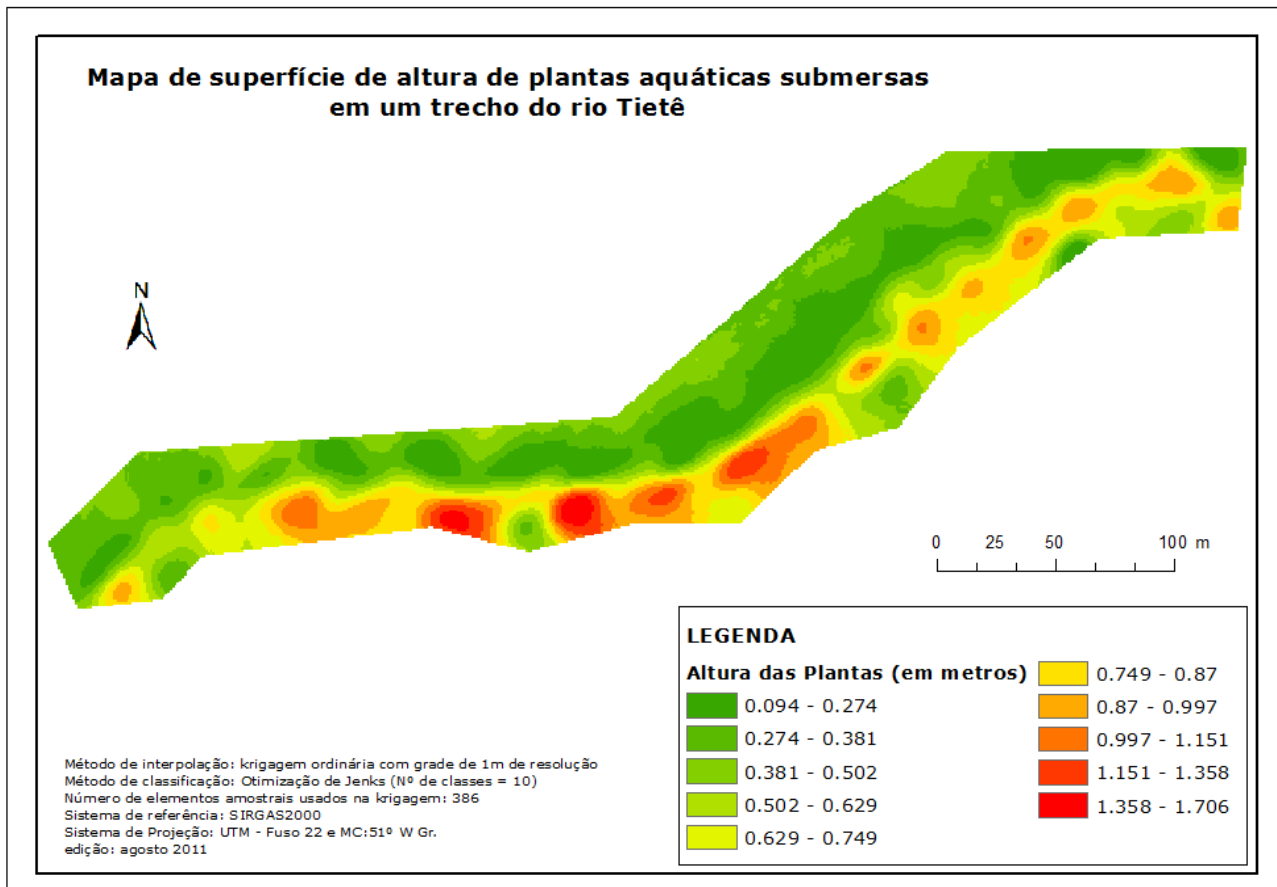 Mapa de superfície de altura de plantas aquáticas submersas
em um trecho do rio Tietê
N
0 25 50 100 m
LEGENDA
Altura das Plantas (em metros)
0.094 - 0.274
0.274 - 0.381
0.381 - 0.502
0.502 - 0.629
0.629 - 0.749
0.749 - 0.87
0.87 - 0.997
0.997 - 1.151
1.151 - 1.358
1.358 - 1.706
Método de interpolação: krigagem ordinária com grade de 1m de resolução
Método de classificação: Otimização de Jenks (Nº de classes = 10)
Número de elementos amostrais usados na krigagem: 386
Sistema de referência: SIRGAS2000
Sistema de Projeção: UTM - Fuso 22 e MC:51º W Gr.
edição: agosto 2011